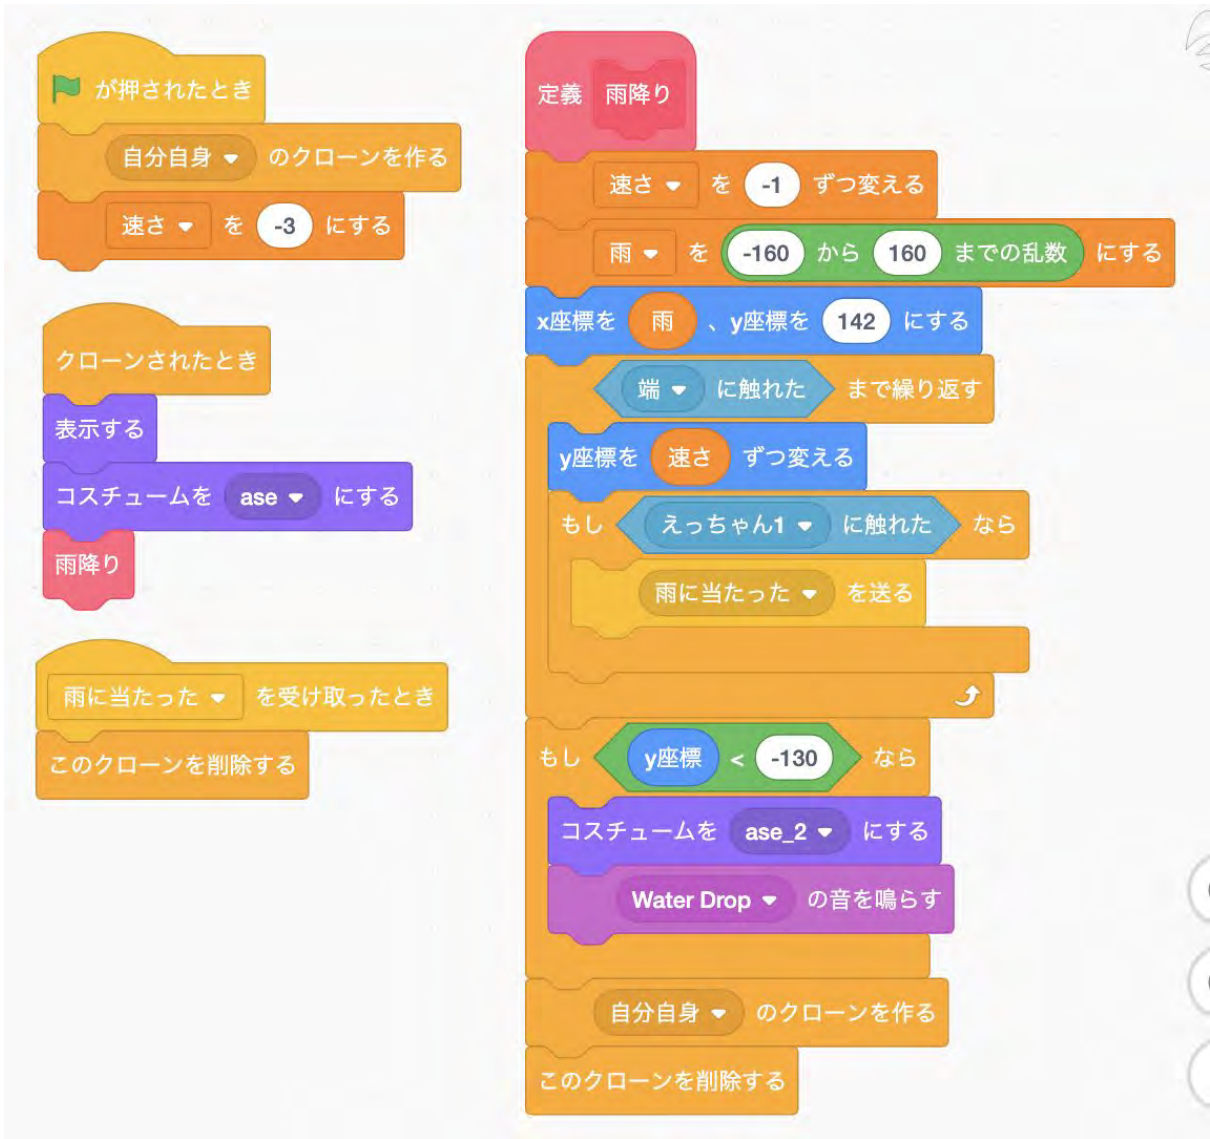 が押されたとき
自分自身 のクローンを作る
速さ を -3 にする
クローンされたとき
表示する
コスチュームを ase にする
雨降り
雨に当たった を受け取ったとき
このクローンを削除する
定義 雨降り
速さ を -1 ずつ変える
雨 を -160 から 160 までの乱数 にする
x座標を 雨 、y座標を 142 にする
端 に触れた まで繰り返す
y座標を 速さ ずつ変える
もし えっちゃん1 に触れた なら
雨に当たった を送る
もし y座標 < -130 なら
コスチュームを ase_2 にする
Water Drop の音を鳴らす
自分自身 のクローンを作る
このクローンを削除する